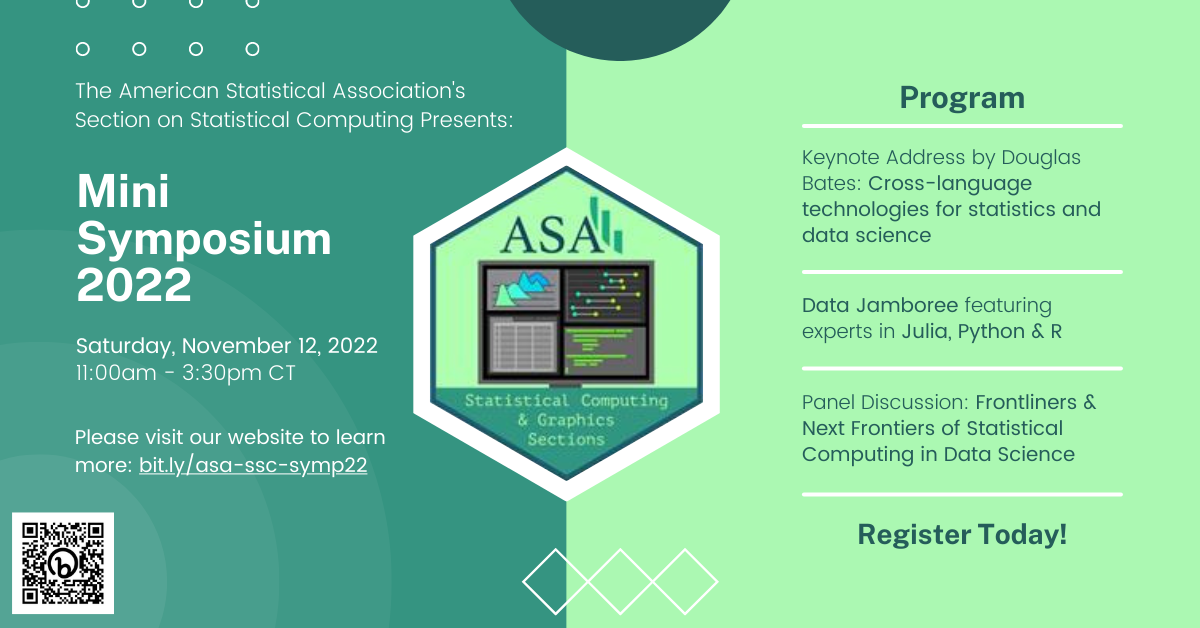 The American Statistical Association's
Section on Statistical Computing Presents:
Mini
Symposium
2022
Saturday, November 12, 2022
11:00am - 3:30pm CT
Please visit our website to learn
more: bit.ly/asa-ssc-symp22
ASA
Statistical Computing
& Graphics
Sections
Program
Keynote Address by Douglas
Bates: Cross-language
technologies for statistics and
data science
Data Jamboree featuring
experts in Julia, Python & R
Panel Discussion: Frontliners &
Next Frontiers of Statistical
Computing in Data Science
Register Today!